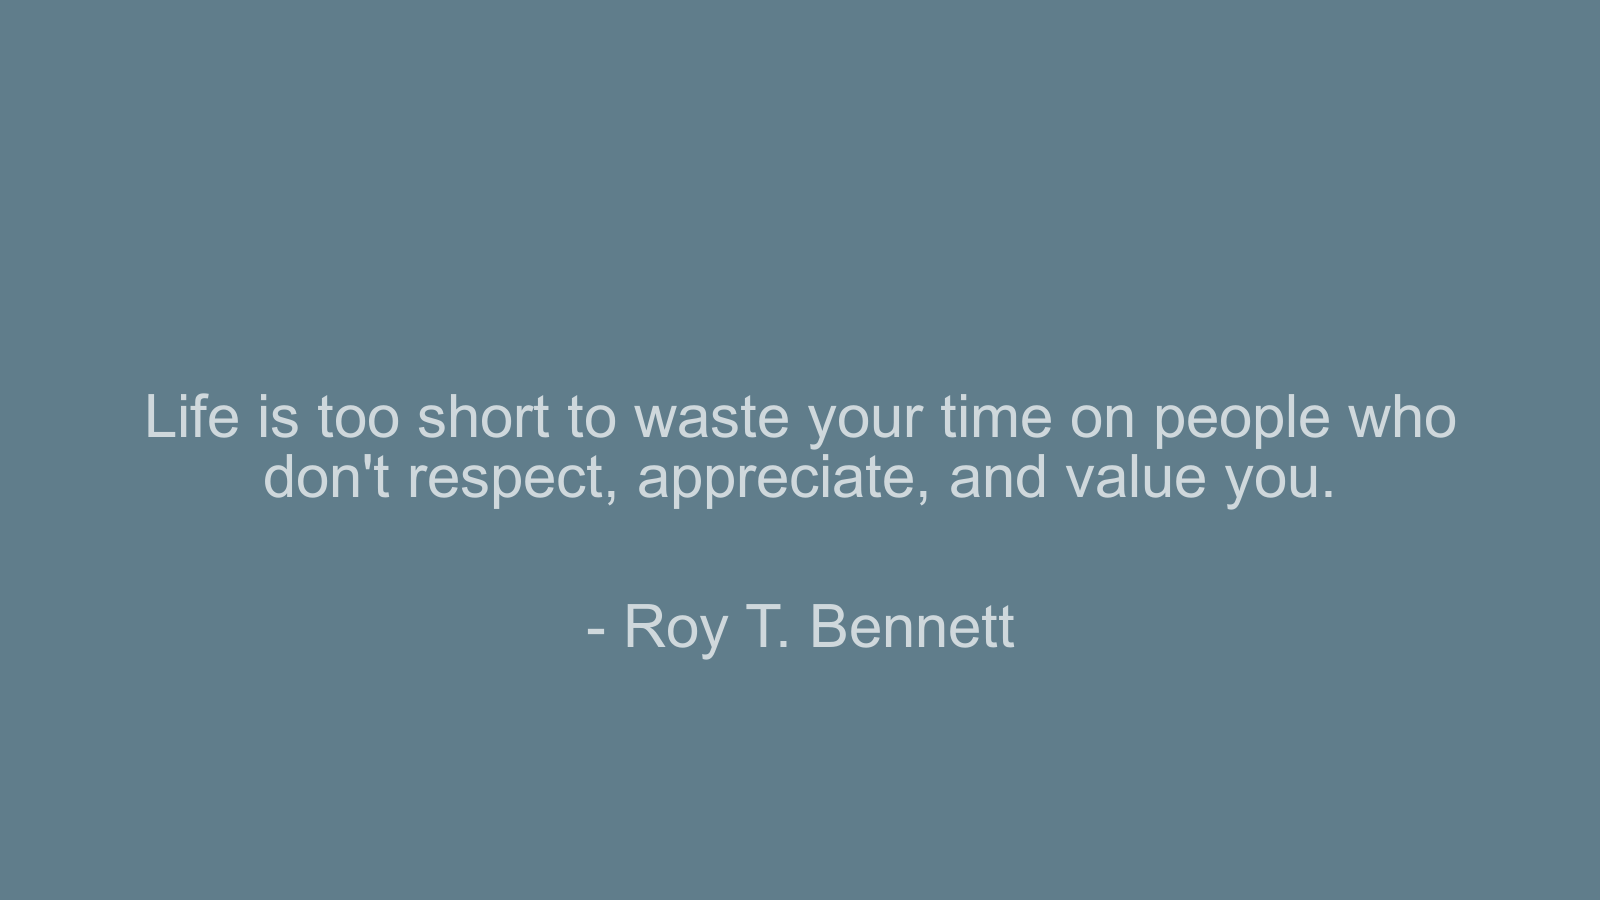 Life is too short to waste your time on people who
don't respect, appreciate, and value you.
- Roy T. Bennett